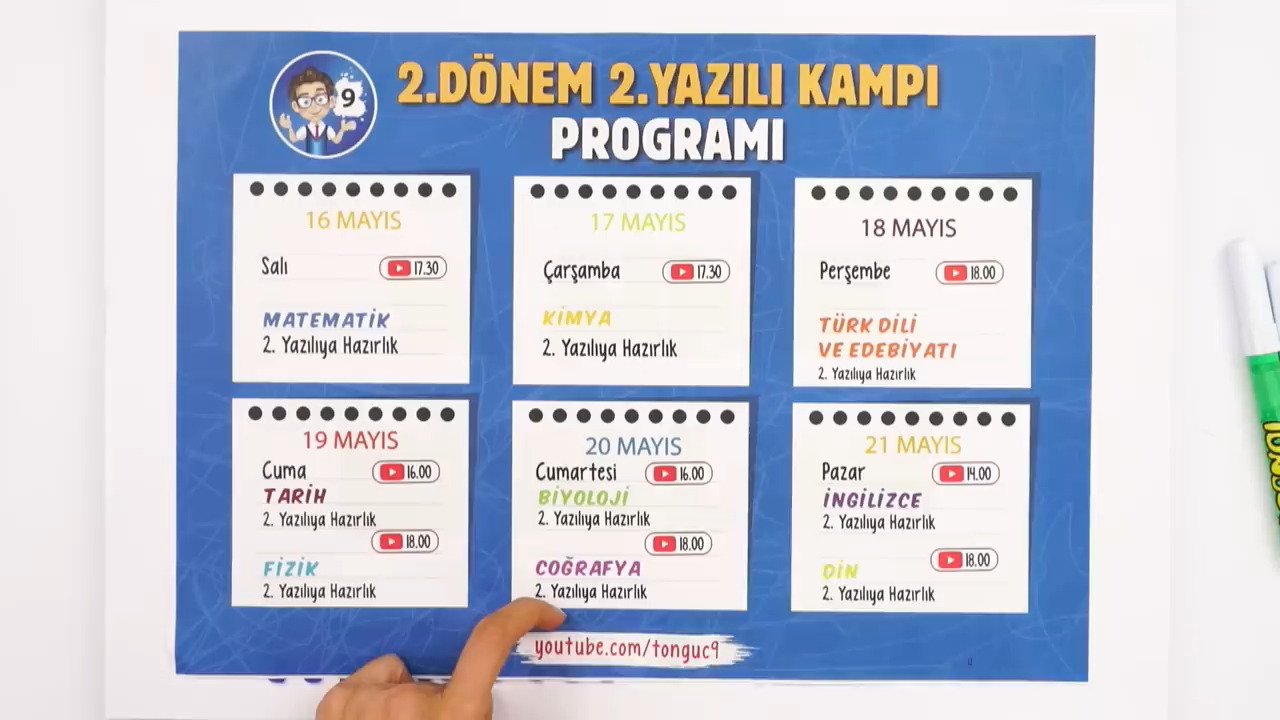 9
2.DÖNEM 2.YAZILI KAMPI
PROGRAMI
16 MAYIS
Salı 17.30
MATEMATİK
2. Yazılıya Hazırlık
17 MAYIS
Çarşamba 17.30
KİMYA
2. Yazılıya Hazırlık
18 MAYIS
Perşembe 18.00
TÜRK DİLİ
VE EDEBİYATI
2. Yazılıya Hazırlık
19 MAYIS
Cuma 16.00
TARİH
2. Yazılıya Hazırlık
18.00
FİZİK
2. Yazılıya Hazırlık
20 MAYIS
Cumartesi 16.00
BİYOLOJİ
2. Yazılıya Hazırlık
18.00
COĞRAFYA
2. Yazılıya Hazırlık
21 MAYIS
Pazar 14.00
İNGİLİZCE
2. Yazılıya Hazırlık
18.00
DİN
2. Yazılıya Hazırlık
youtube.com/tonguc9